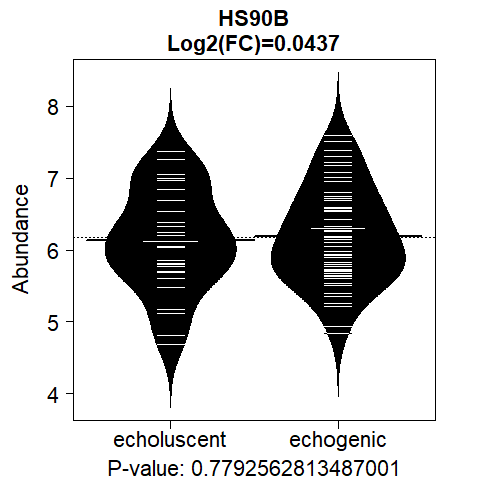 HS90B
Log2(FC)=0.0437
Abundance
8
7
6
5
4
echoluscent
echogenic
P-value: 0.7792562813487001